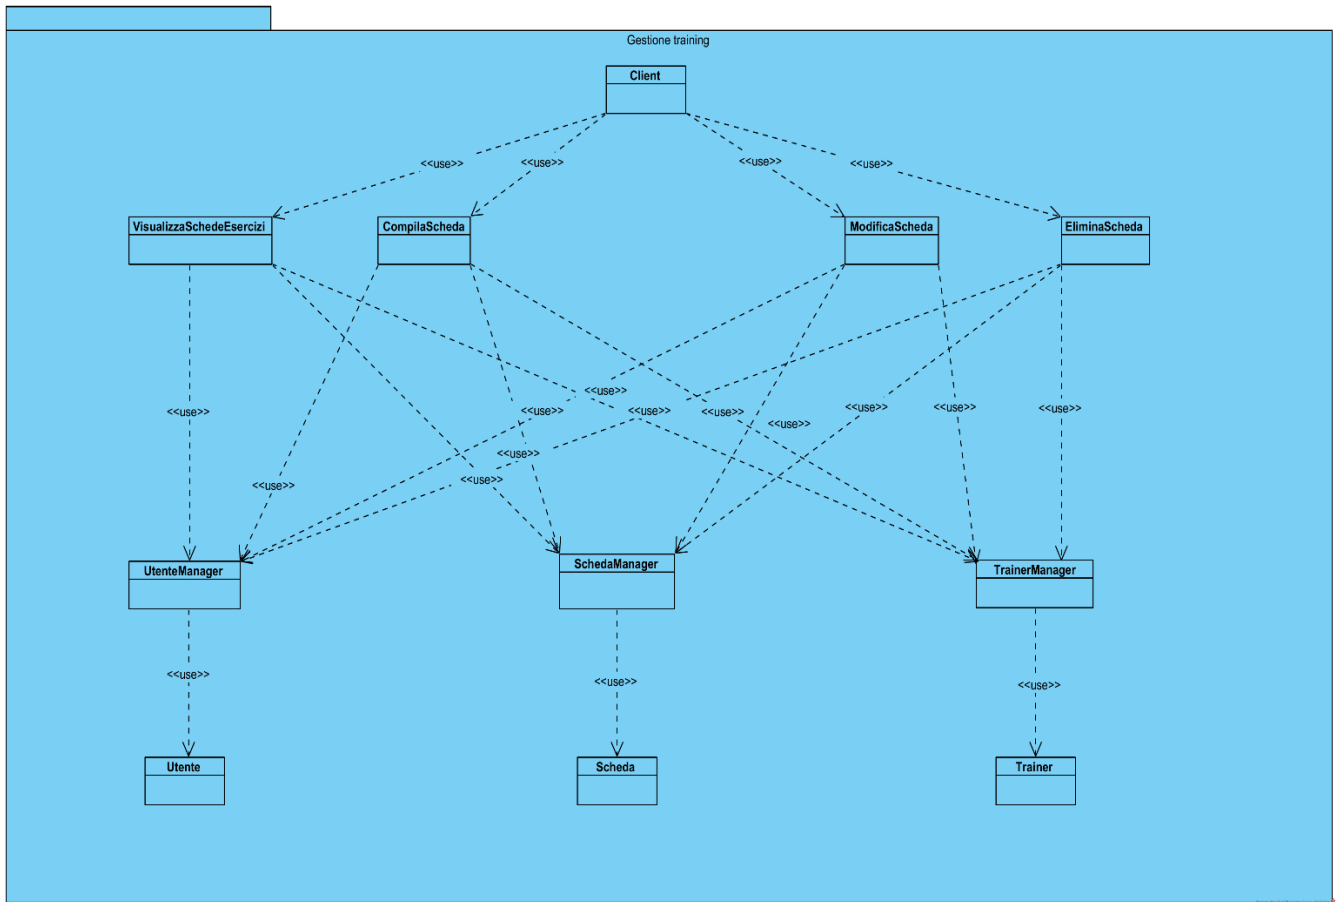 Gestione training
Client
<<use>>
<<use>>
<<use>>
<<use>>
VisualizzaSchedeEsercizi
CompilaScheda
ModificaScheda
EliminaScheda
<<use>>
<<use>>
<<use>>
<<use>>
<<use>>
<<use>>
<<use>>
<<use>>
<<use>>
<<use>>
<<use>>
<<use>>
UtenteManager
SchedaManager
TrainerManager
<<use>>
<<use>>
<<use>>
Utente
Scheda
Trainer